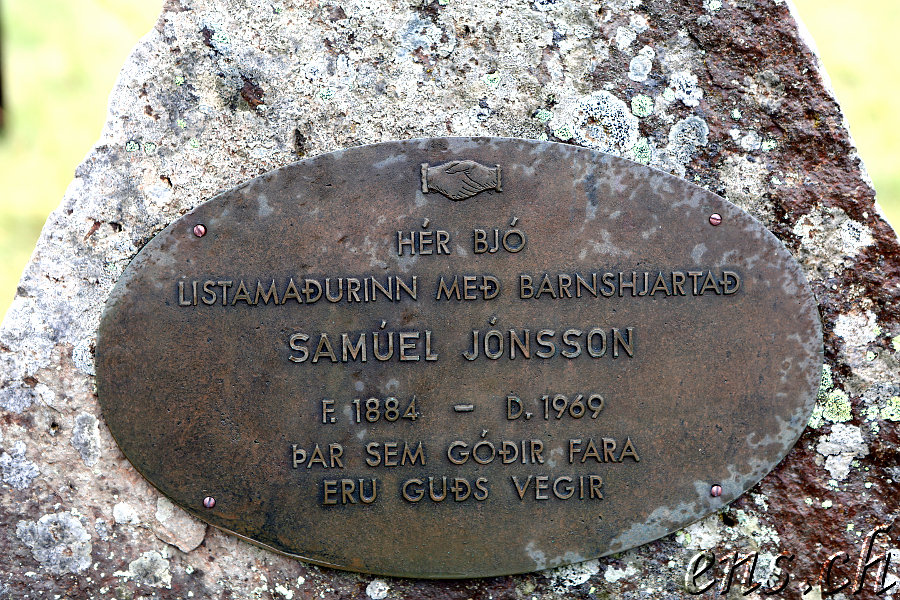 HÉR BJÓ
LISTAMAÐURINN MEÐ BARNSHJARTAÐ
SAMÚEL JÓNSSON
F. 1884 – D. 1969
ÞAR SEM GÓÐIR FARA
ERU GUÐS VEGIR
ens.ch